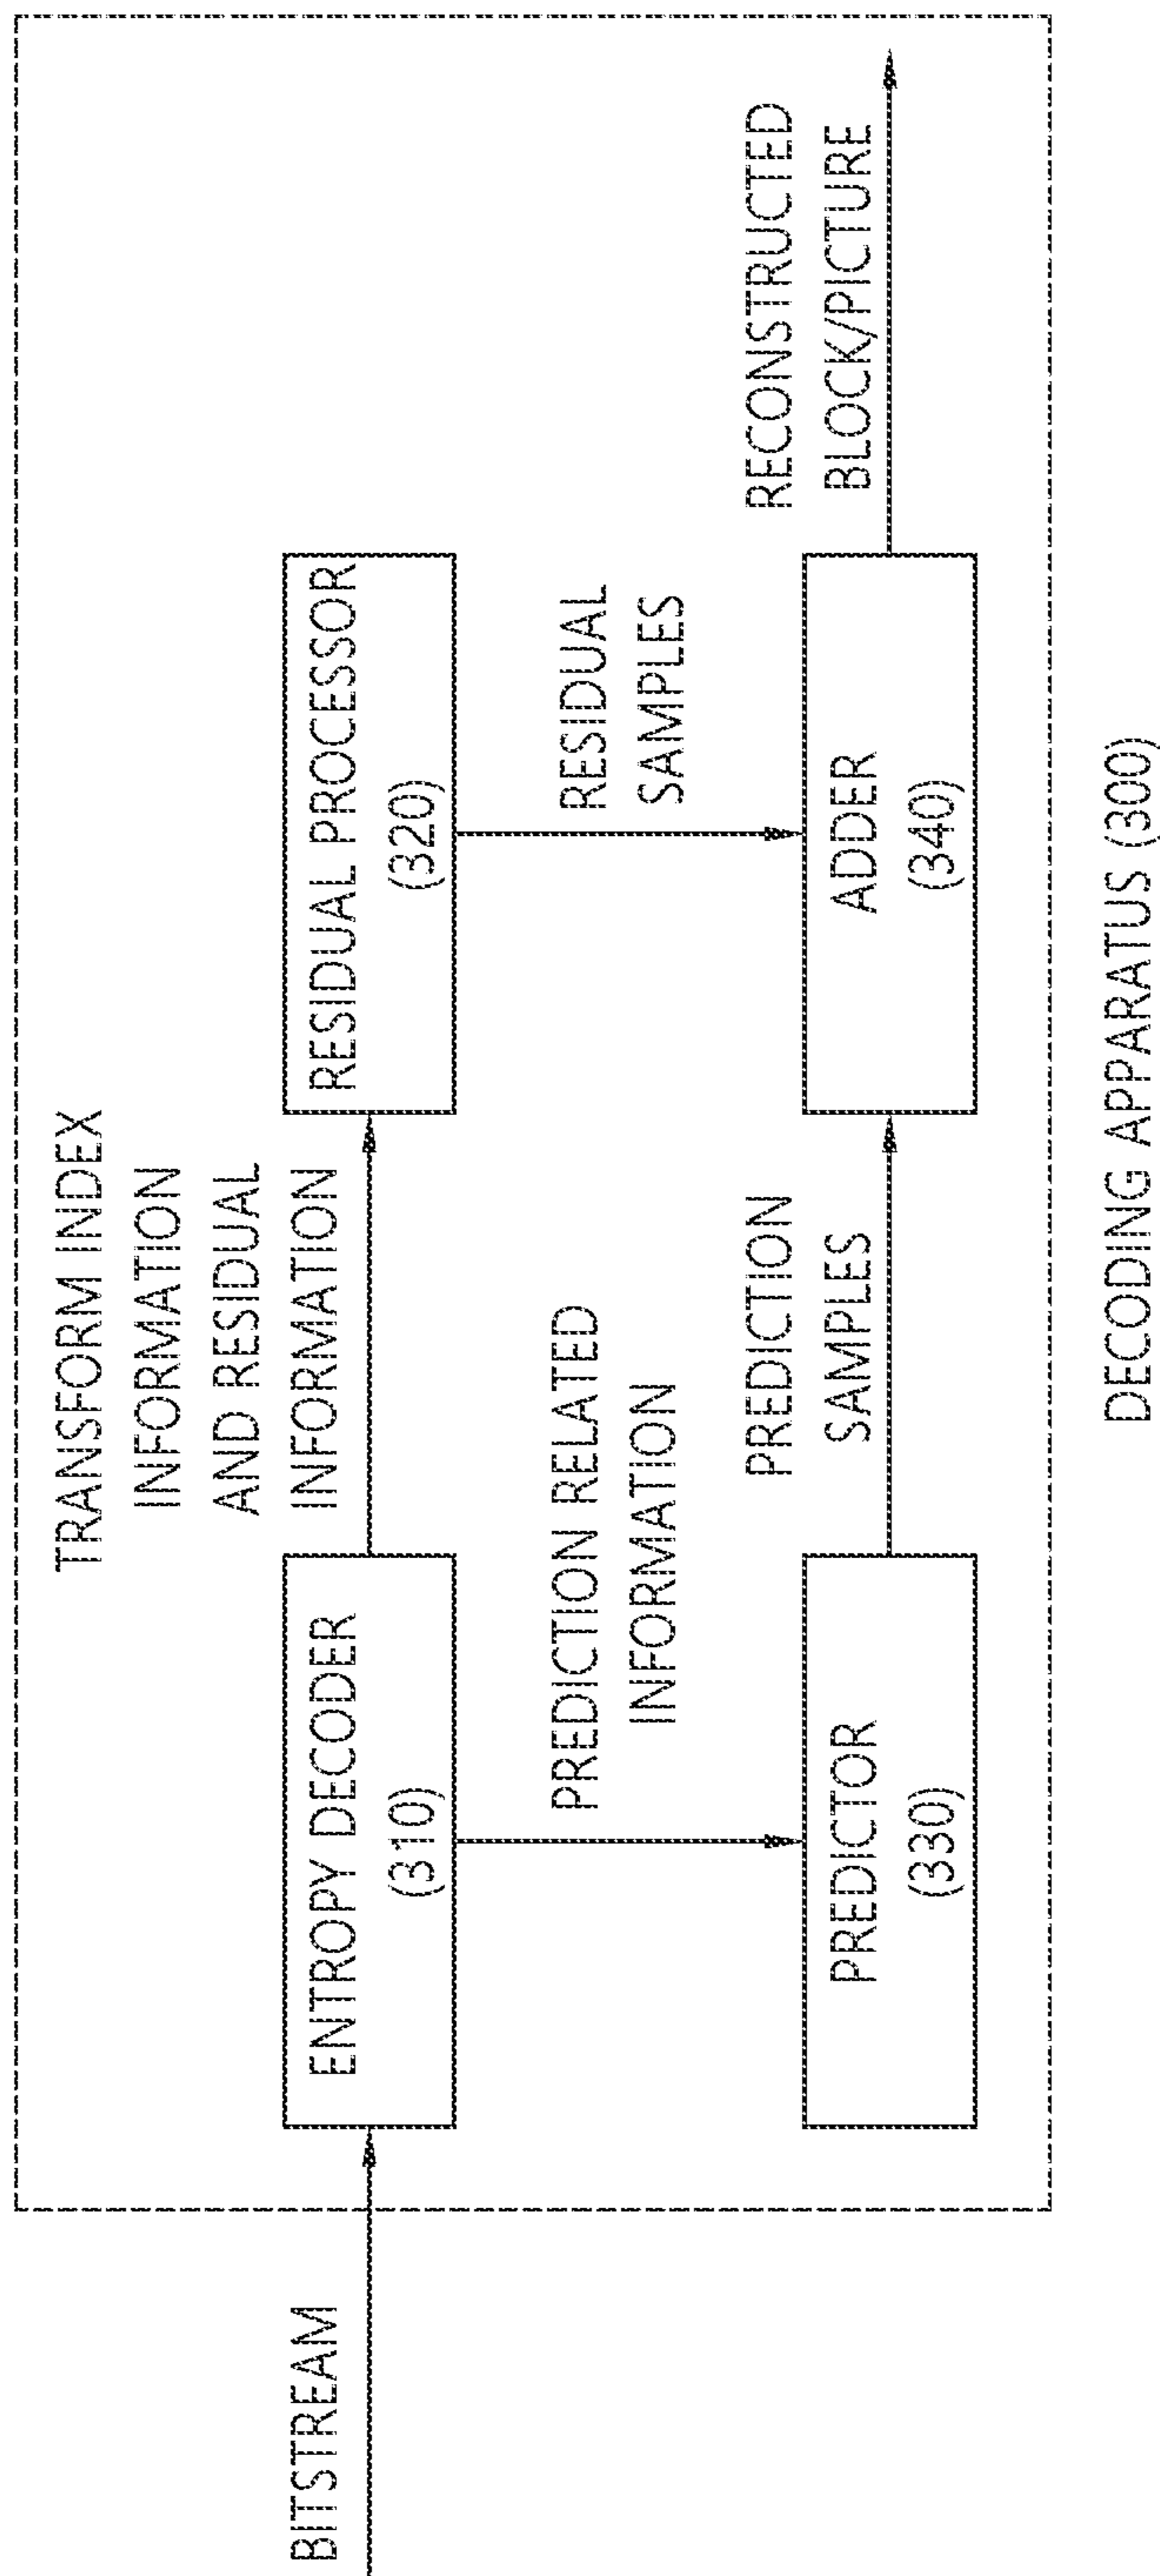 BITSTREAM
TRANSFORM INDEX
INFORMATION
AND RESIDUAL
INFORMATION
ENTROPY DECODER
(310)
RESIDUAL PROCESSOR
(320)
PREDICTION RELATED
INFORMATION
RESIDUAL
SAMPLES
PREDICTION
SAMPLES
RECONSTRUCTED
BLOCK/PICTURE
PREDICTOR
(330)
ADDER
(340)
DECODING APPARATUS (300)